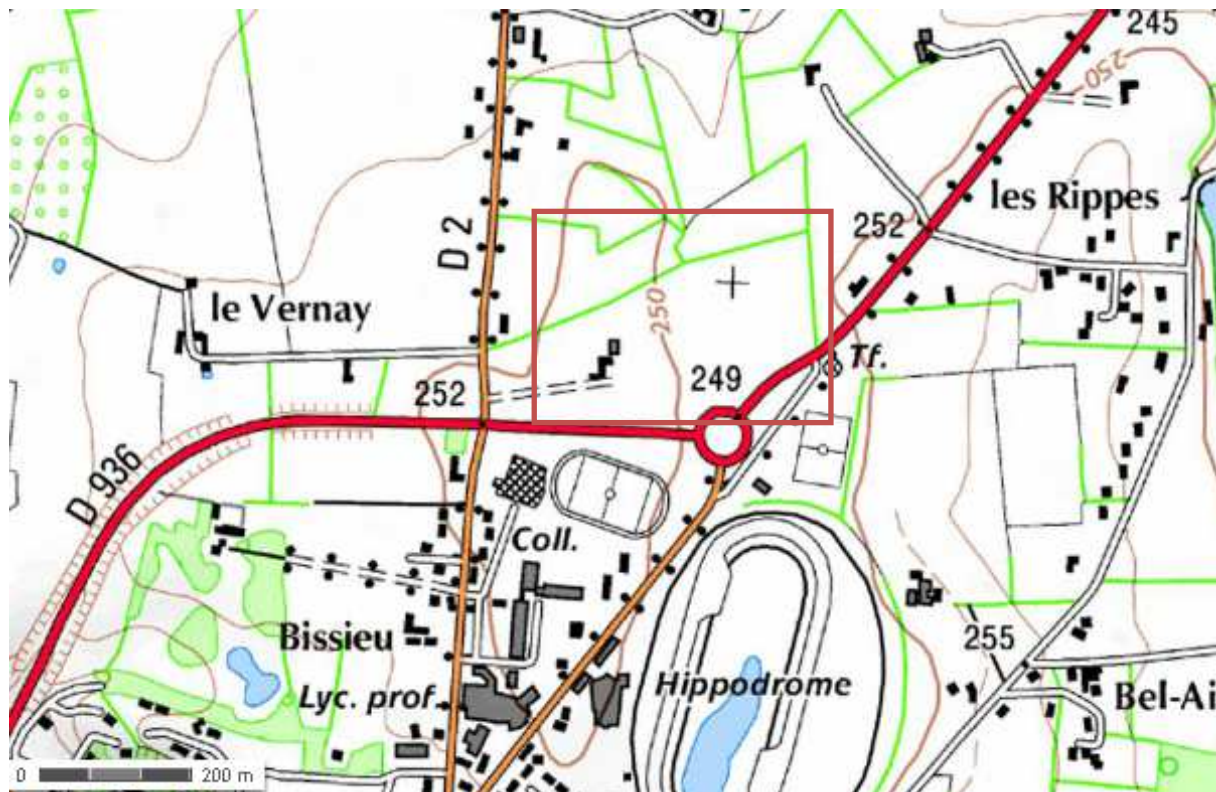 245
250
les Rippes
252
D 2
le Vernay
250
Tf.
249
252
D 936
Coll.
Bissieu
255
Lyc. prof.
Hippodrome
Bel-Ai
0 200 m